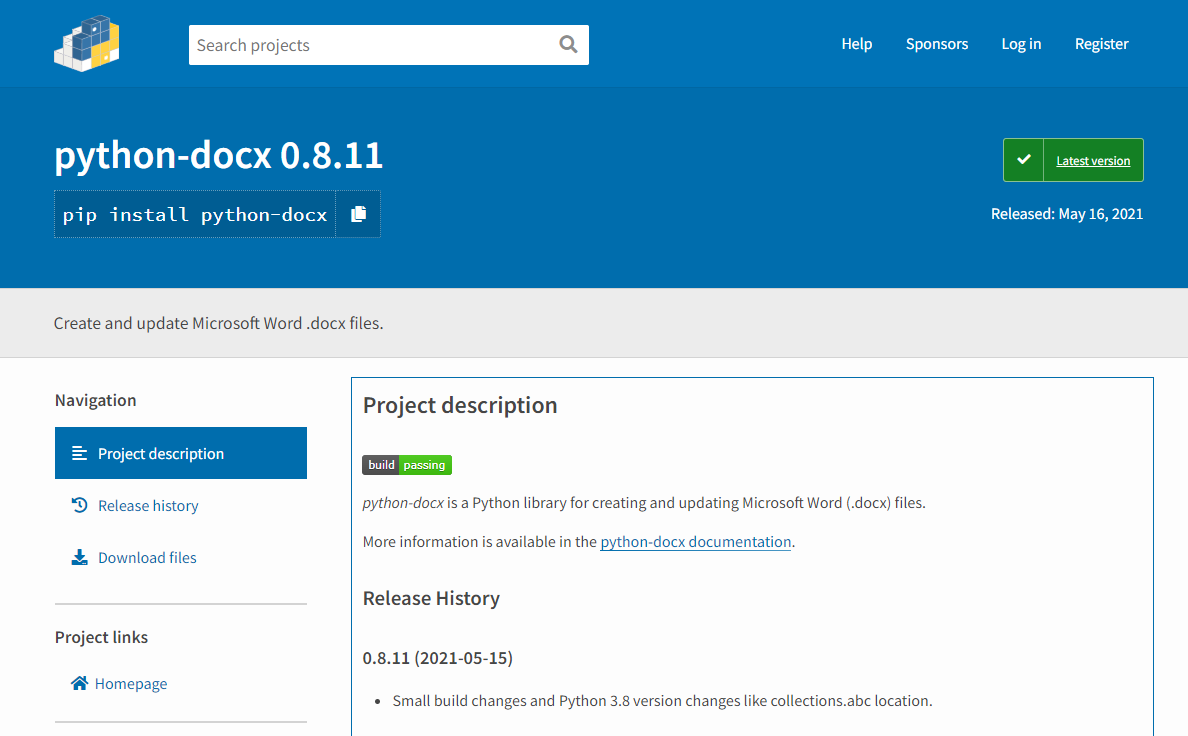 Search projects
Help
Sponsors
Log in
Register
python-docx 0.8.11
Latest version
pip install python-docx
Released: May 16, 2021
Create and update Microsoft Word .docx files.
Navigation
Project description
Release history
Download files
Project links
Homepage
Project description
build passing
python-docx is a Python library for creating and updating Microsoft Word (.docx) files.
More information is available in the python-docx documentation.
Release History
0.8.11 (2021-05-15)
• Small build changes and Python 3.8 version changes like collections.abc location.